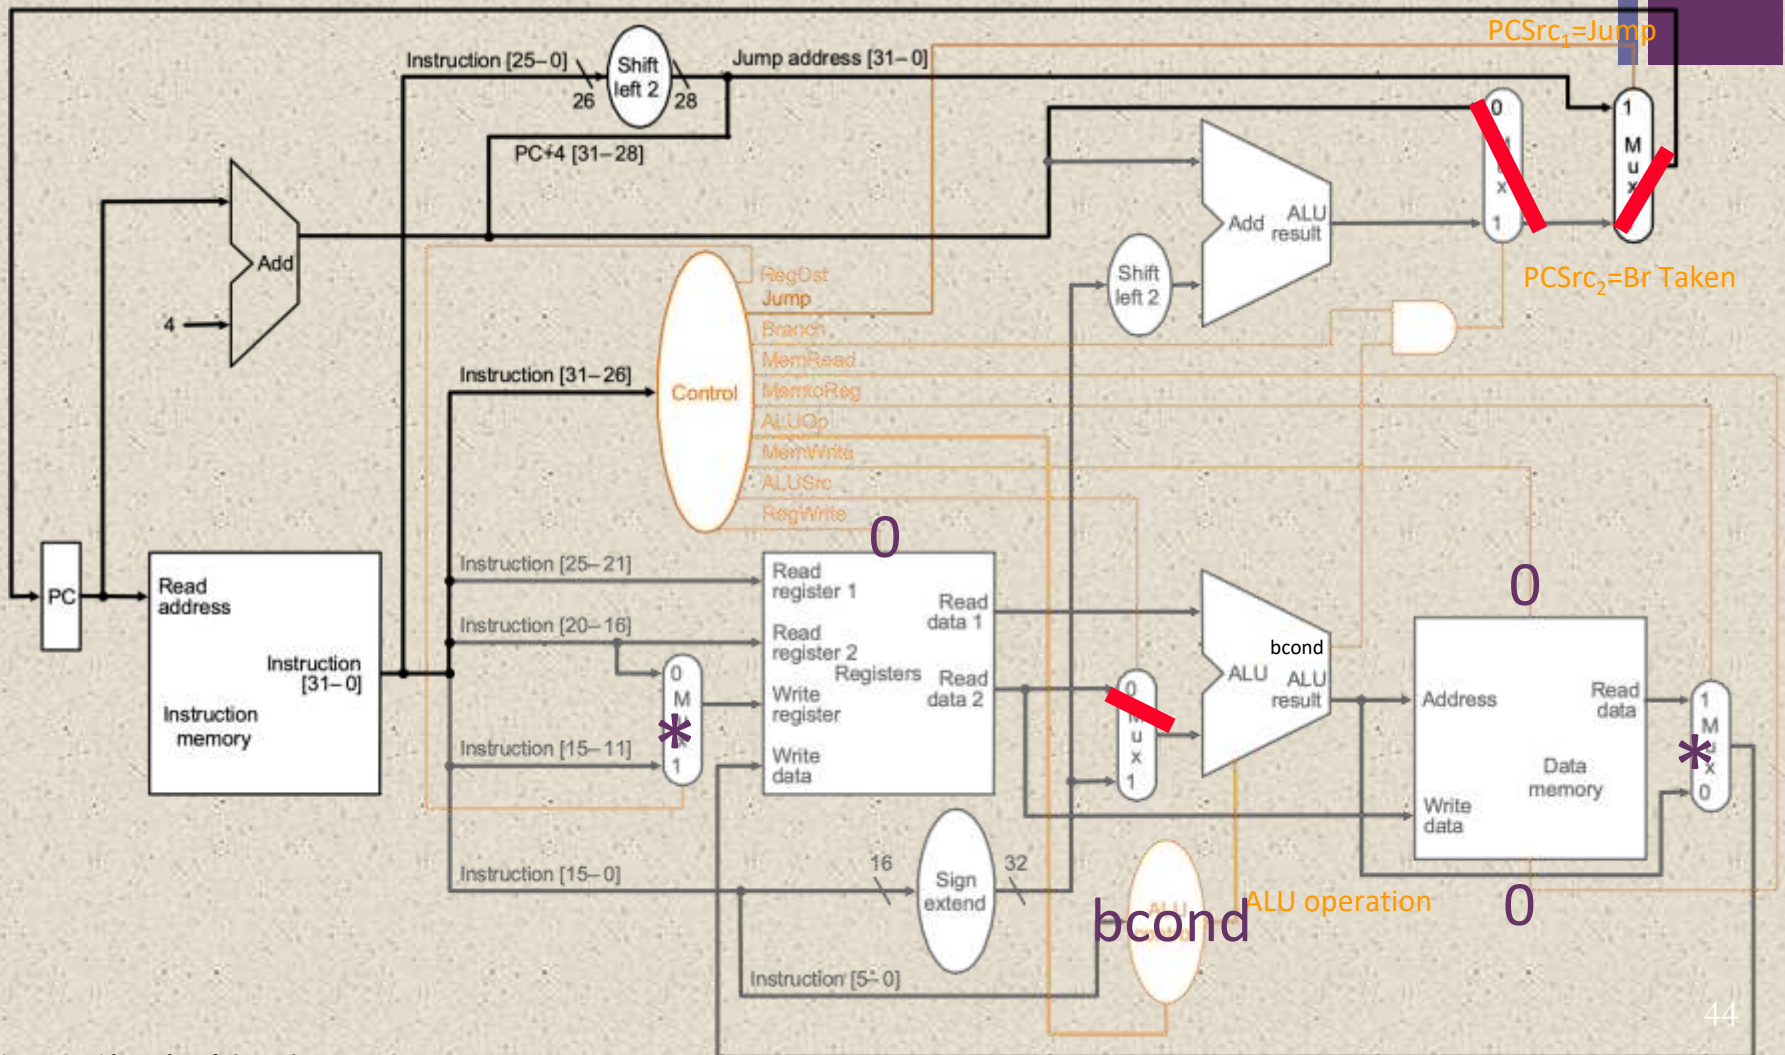 PCSrc1=Jump
Instruction [25–0]
Shift
left 2
Jump address [31–0]
26
28
PC+4 [31–28]
0
x
1
1
M
u
x
Add
ALU
result
Add
4
Shift
left 2
PCSrc2=Br Taken
RegDst
Jump
Branch
MemRead
MemtoReg
ALUOp
MemWrite
ALUSrc
RegWrite
Control
Instruction [31–26]
0
0
PC
Read
address
Instruction
[31–0]
Instruction
memory
Instruction [25–21]
Instruction [20–16]
Instruction [15–11]
Instruction [15–0]
0
M
*
1
Read
register 1
Read
register 2
Write
register
Write
data
Registers
Read
data 1
Read
data 2
0
M
u
x
1
bcond
ALU
ALU
result
Address
Write
data
Read
data
Data
memory
1
M
u
x
*
0
16
Sign
extend
32
bcond
ALU
control
ALU operation
0
Instruction [5–0]
44